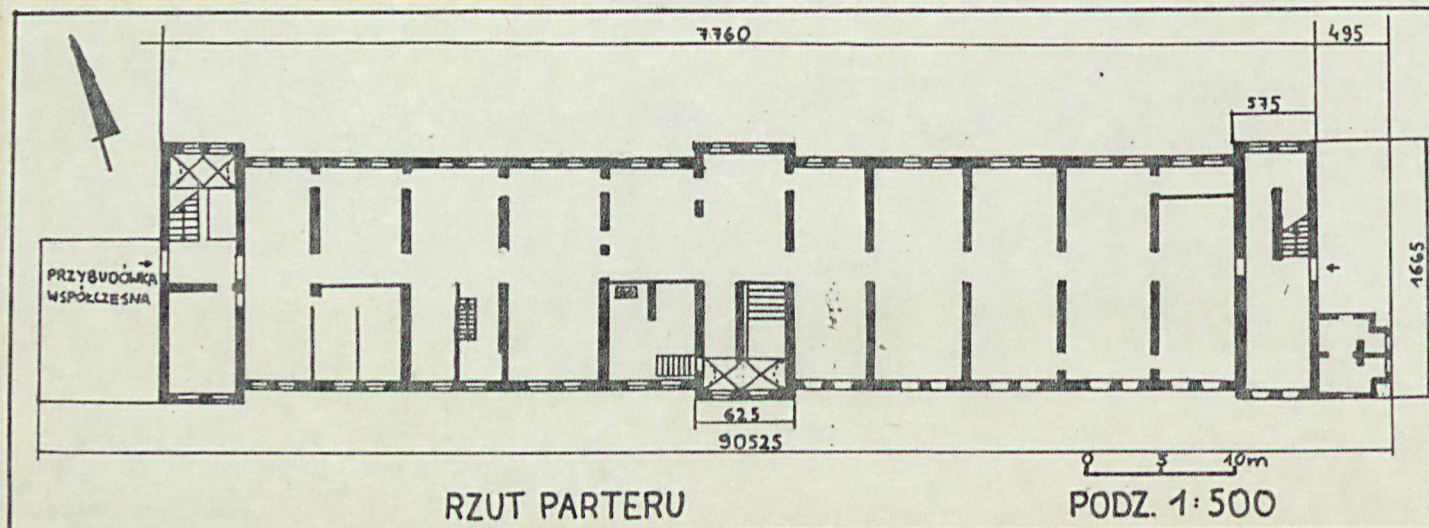 7760
495
575
PRZYBUDÓWKA
WSPÓŁCZESNA
1665
625
90525
0 5 10m
RZUT PARTERU
PODZ. 1:500